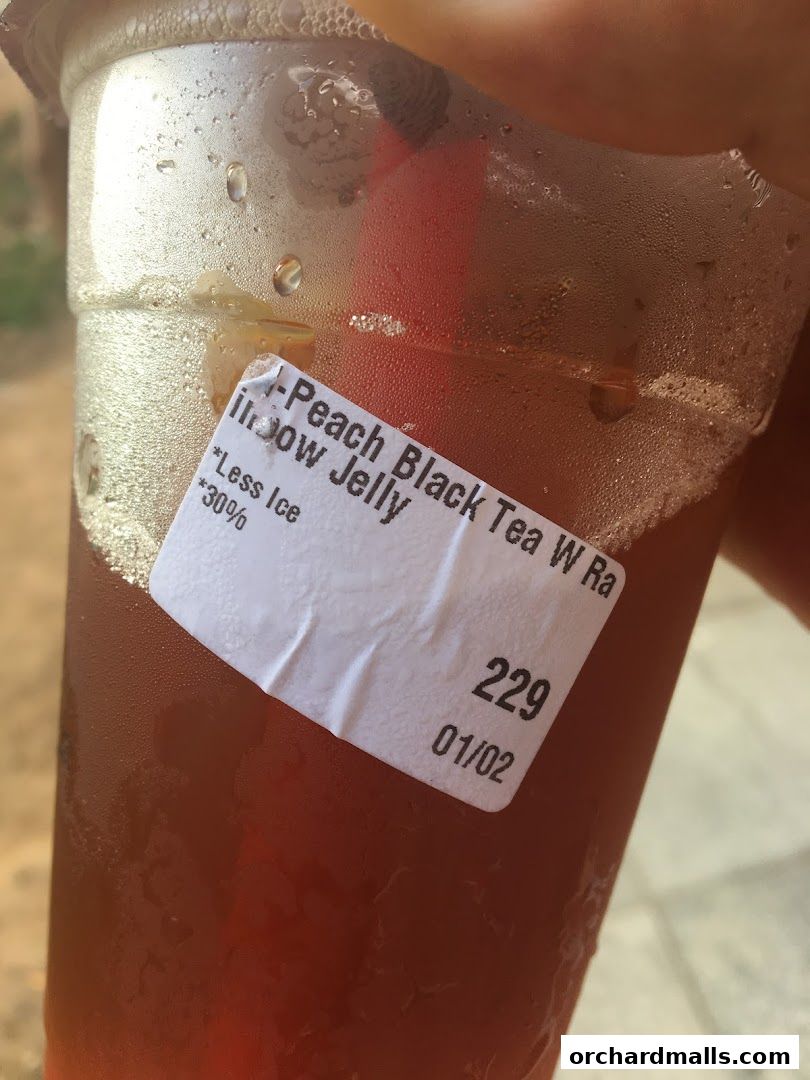 -Peach Black Tea W Ra
inbow Jelly
*Less Ice
*30%
229
01/02
orchardmalls.com